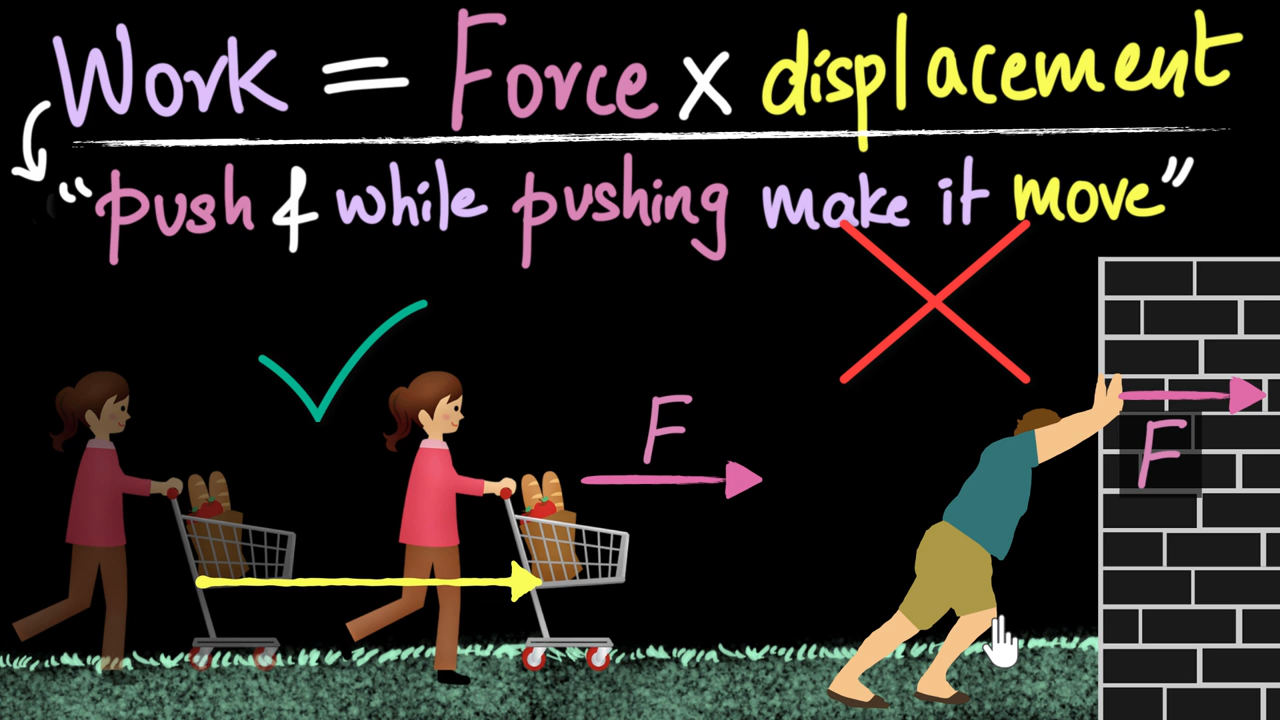 Work = Force x displacement
"push & while pushing make it move"
F
F